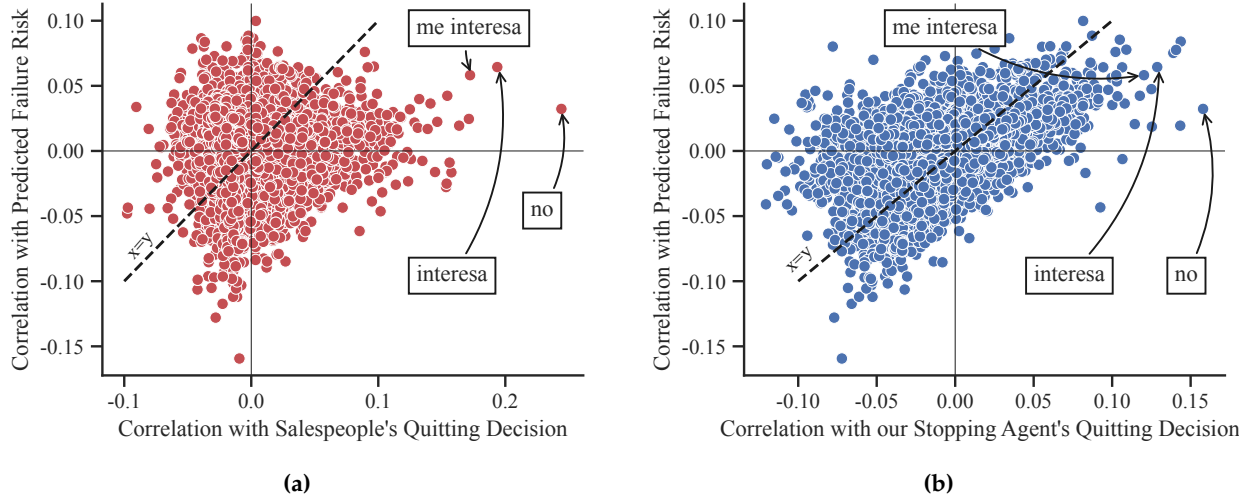 Correlation with Predicted Failure Risk
0.10
0.05
0.00
-0.05
-0.10
-0.15
-0.1
0.0
0.1
0.2
Correlation with Salespeople's Quitting Decision
x=y
me interesa
no
interesa
(a)
Correlation with Predicted Failure Risk
0.10
0.05
0.00
-0.05
-0.10
-0.15
-0.10
-0.05
0.00
0.05
0.10
0.15
Correlation with our Stopping Agent's Quitting Decision
x=y
me interesa
interesa
no
(b)